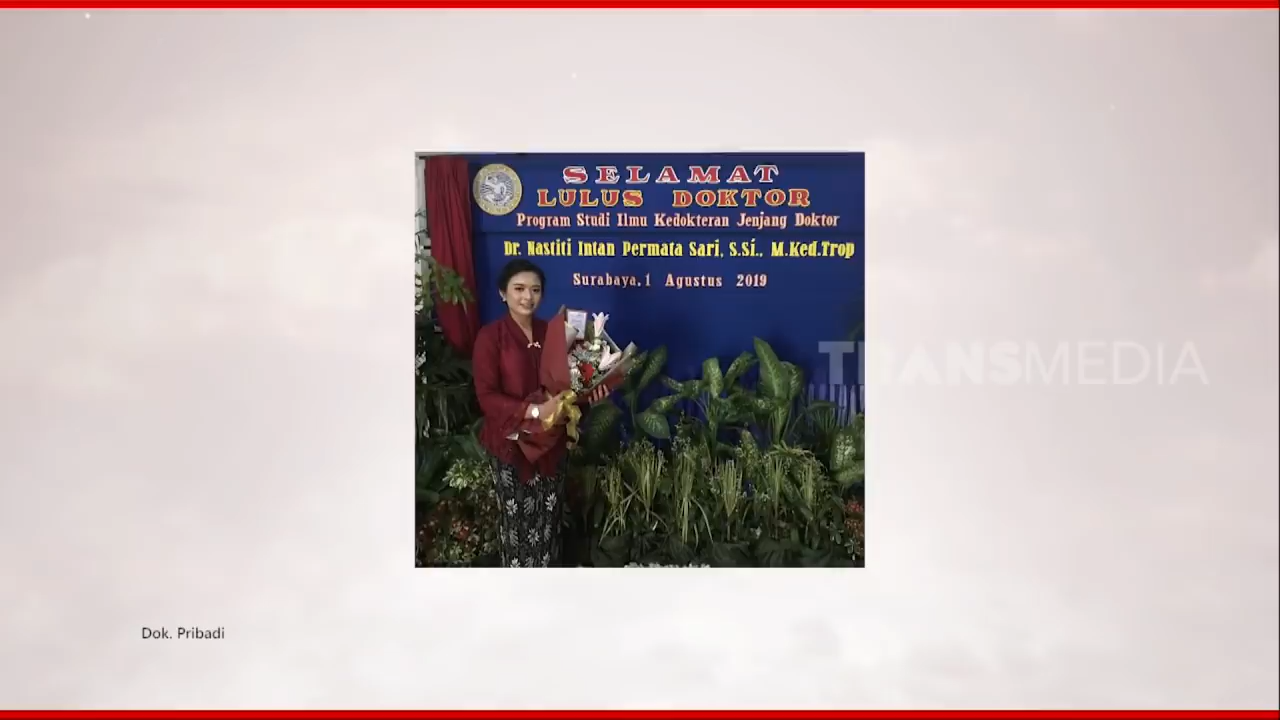 SELAMAT
LULUS DOKTOR
Program Studi Ilmu Kedokteran Jenjang Doktor
Dr. Nastiti Intan Permata Sari, S.Si., M.Ked.Trop
Surabaya, 1 Agustus 2019
TRANSMEDIA
Dok. Pribadi